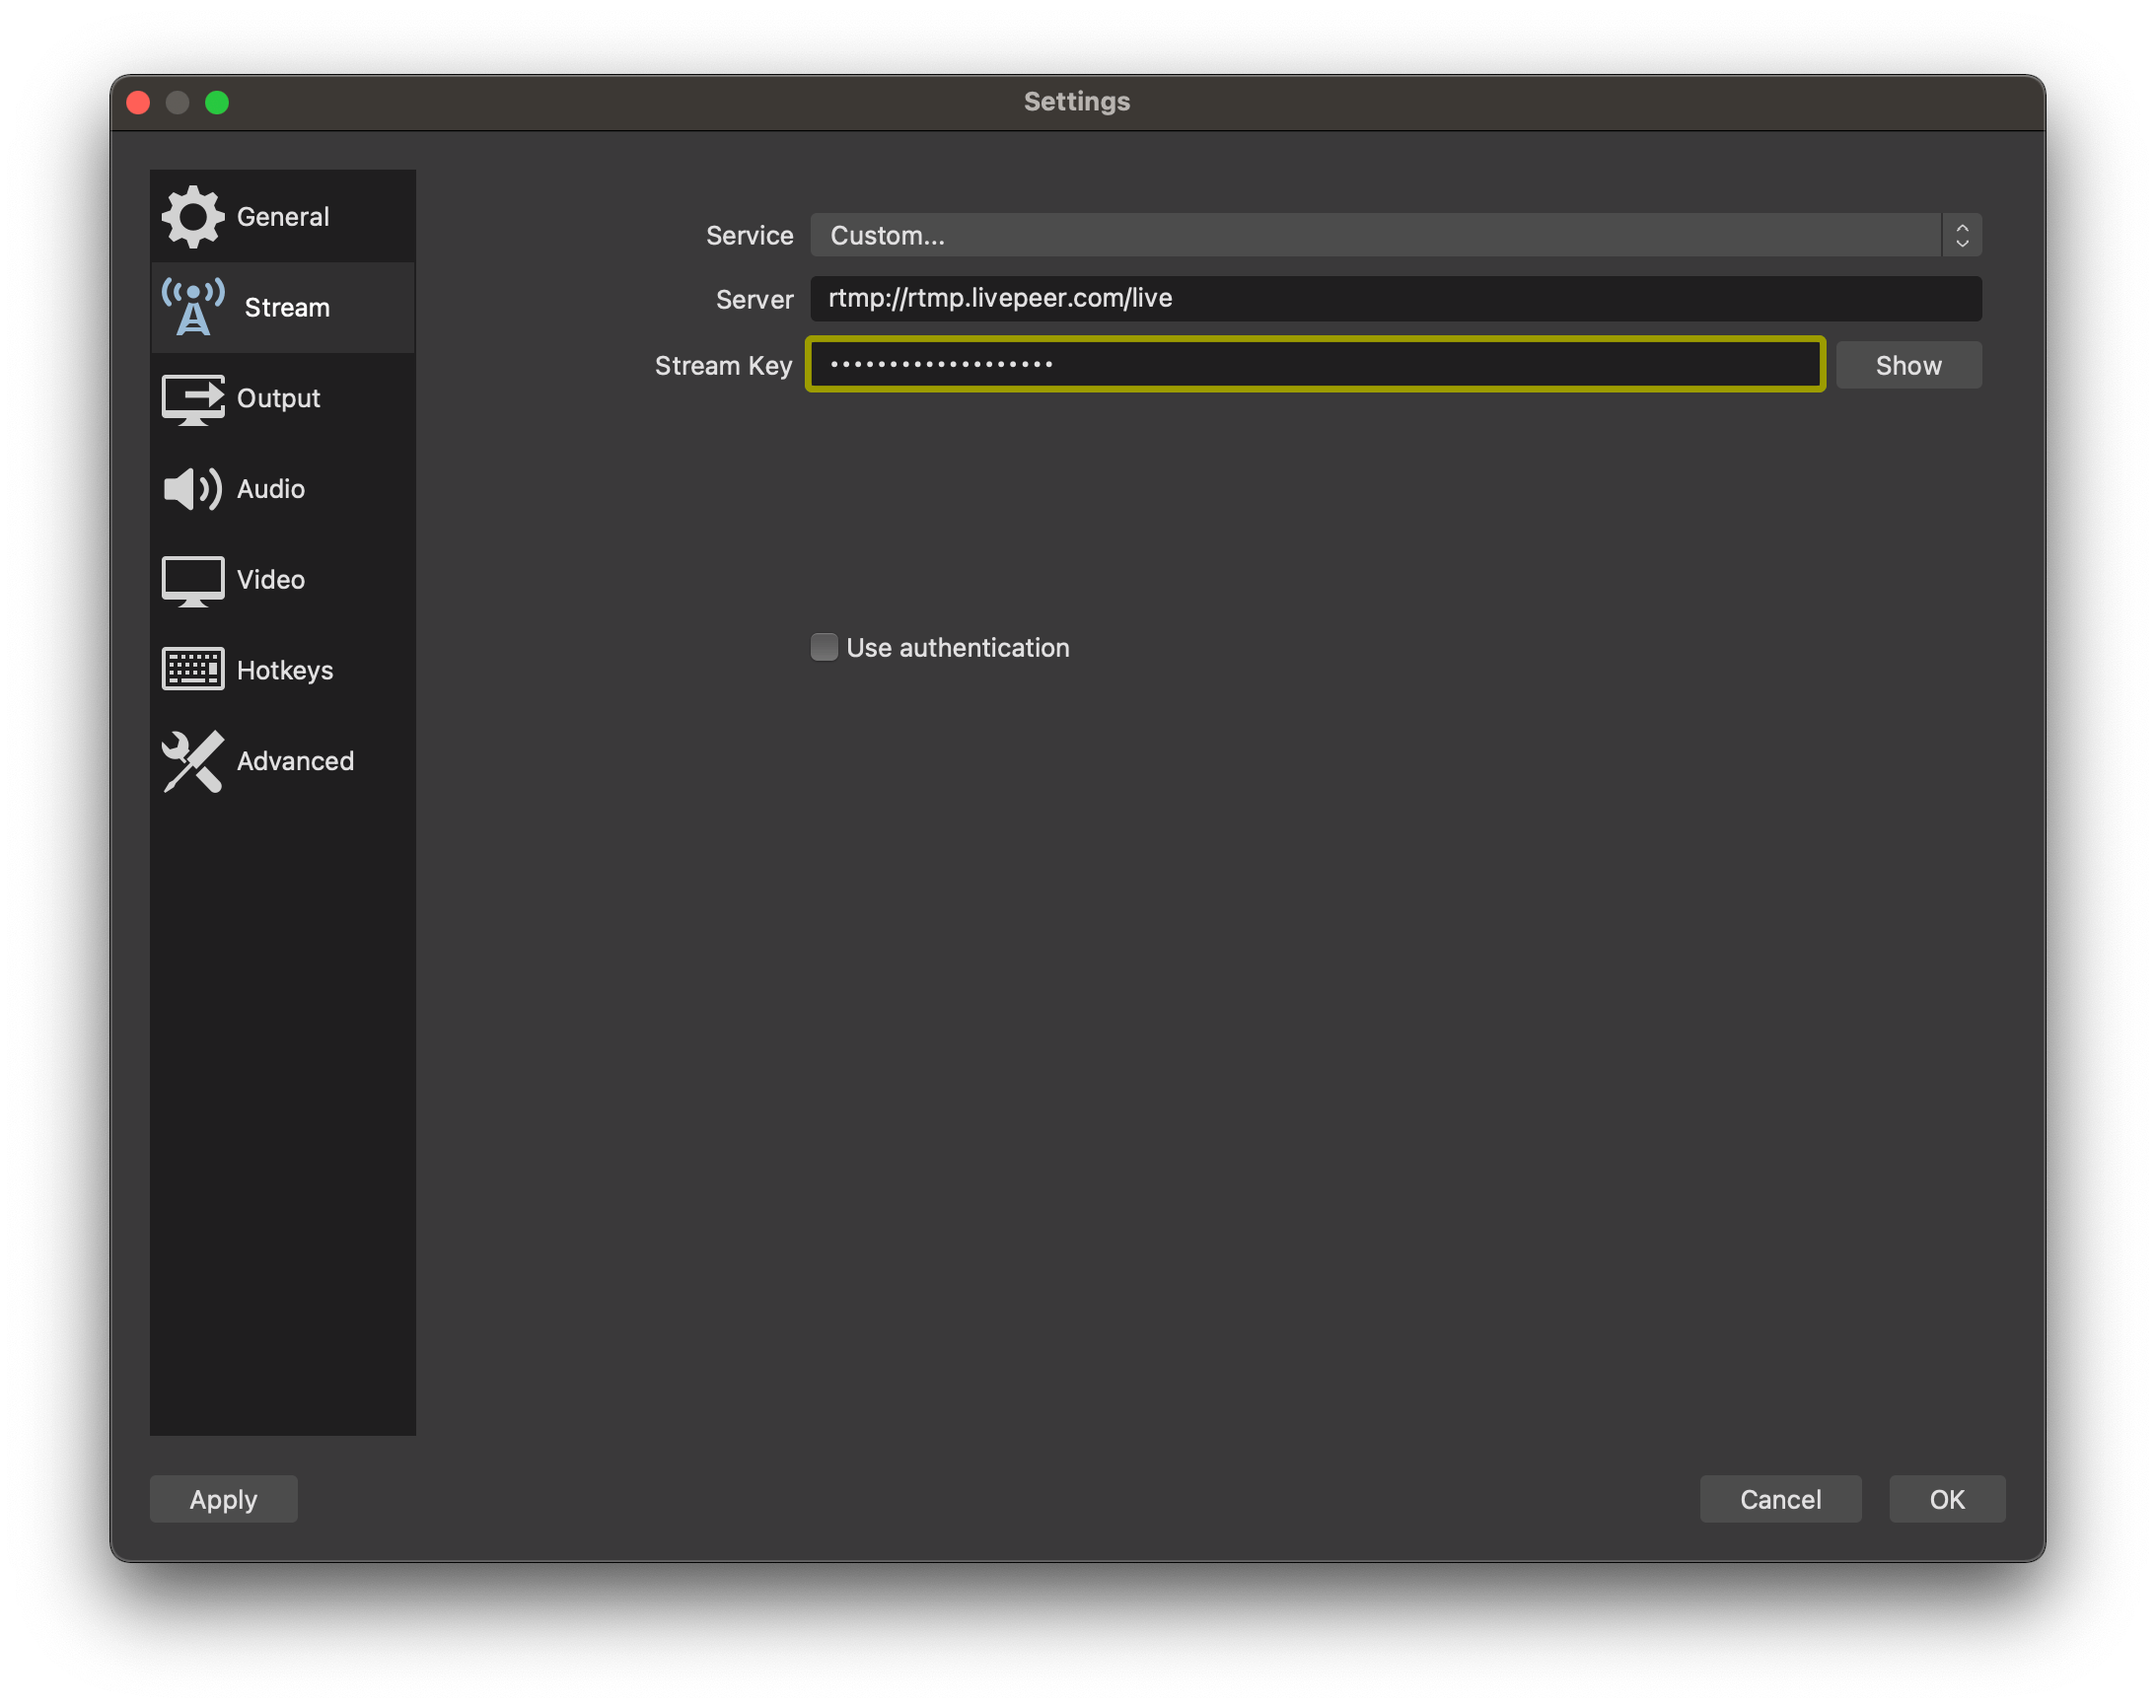 Settings
General
Stream
Output
Audio
Video
Hotkeys
Advanced
Service Custom...
Server rtmp://rtmp.livepeer.com/live
Stream Key ••••••••••••••••••• Show
Use authentication
Apply Cancel OK